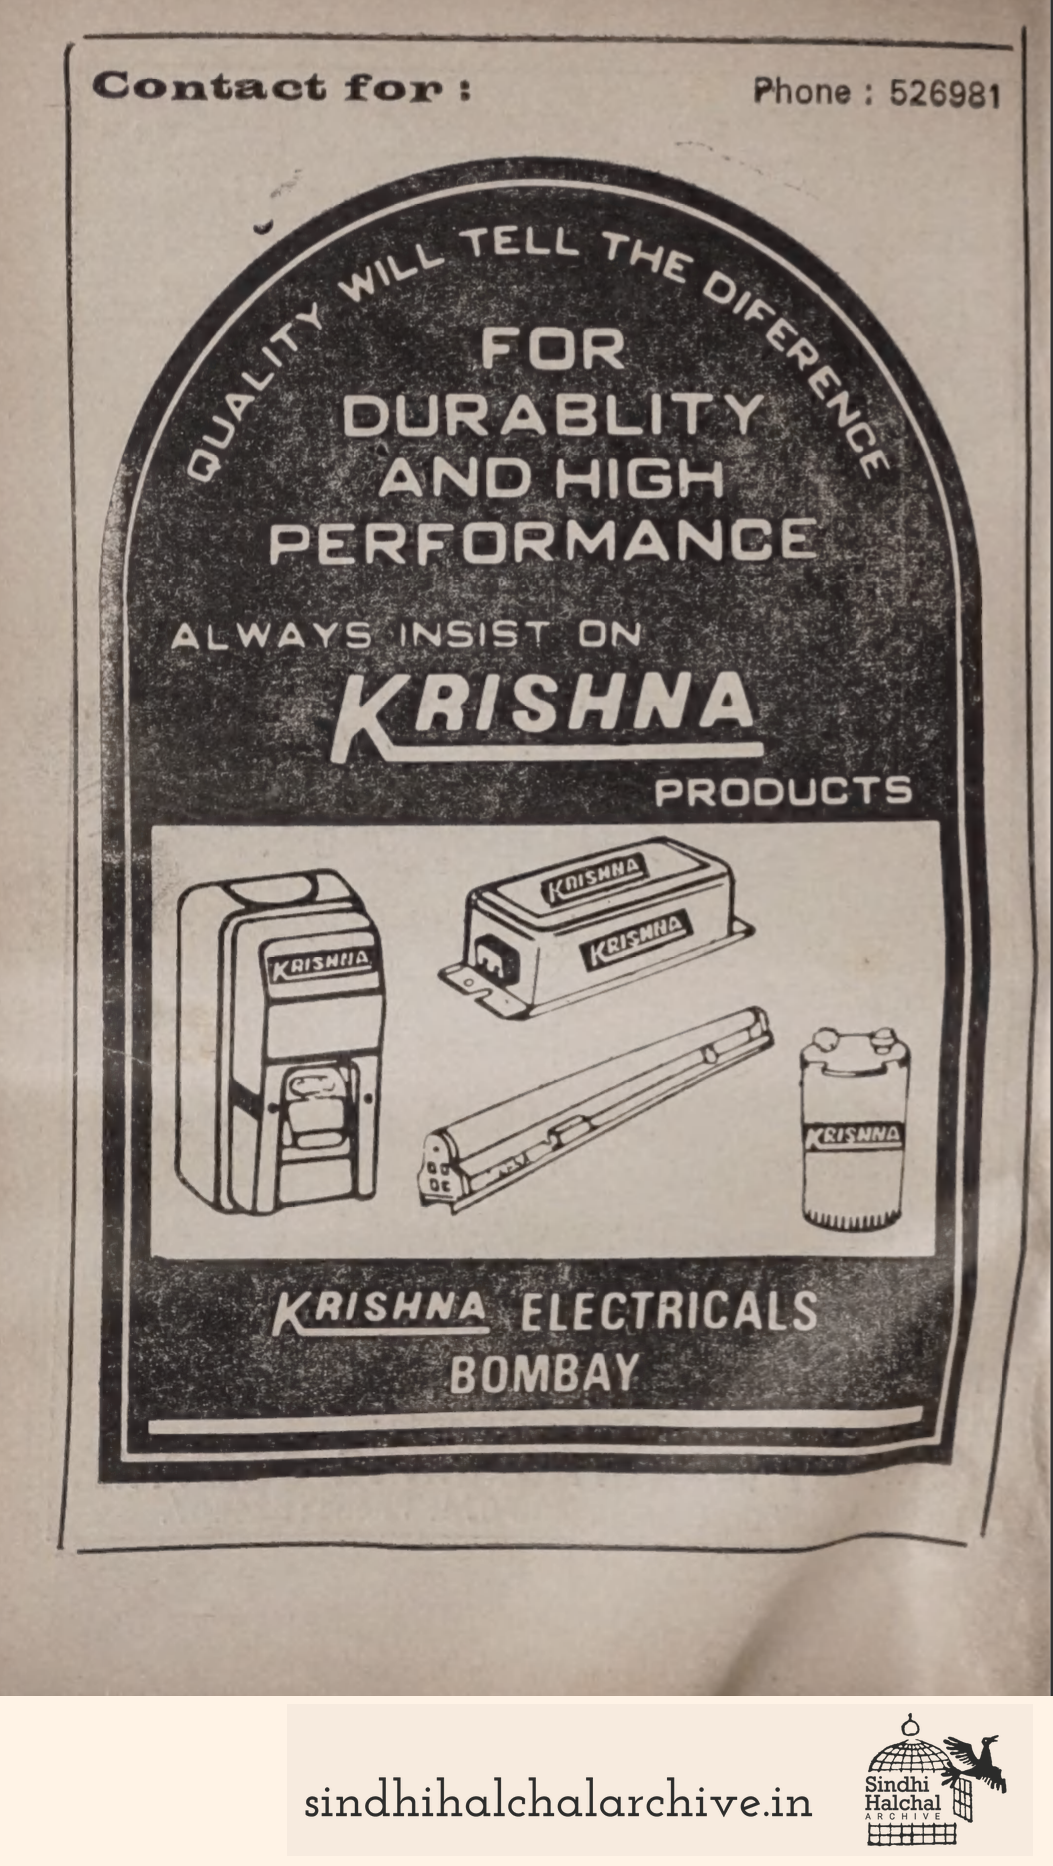 Contact for :
Phone : 526981
QUALITY WILL TELL THE DIFERENCE
FOR
DURABLITY
AND HIGH
PERFORMANCE
ALWAYS INSIST ON
KRISHNA
PRODUCTS
KRISHNA
KRISHNA
KRISHNA
KRISHNA
KRISHNA ELECTRICALS
BOMBAY
sindhihalchalarchive.in
Sindhi
Halchal
ARCHIVE